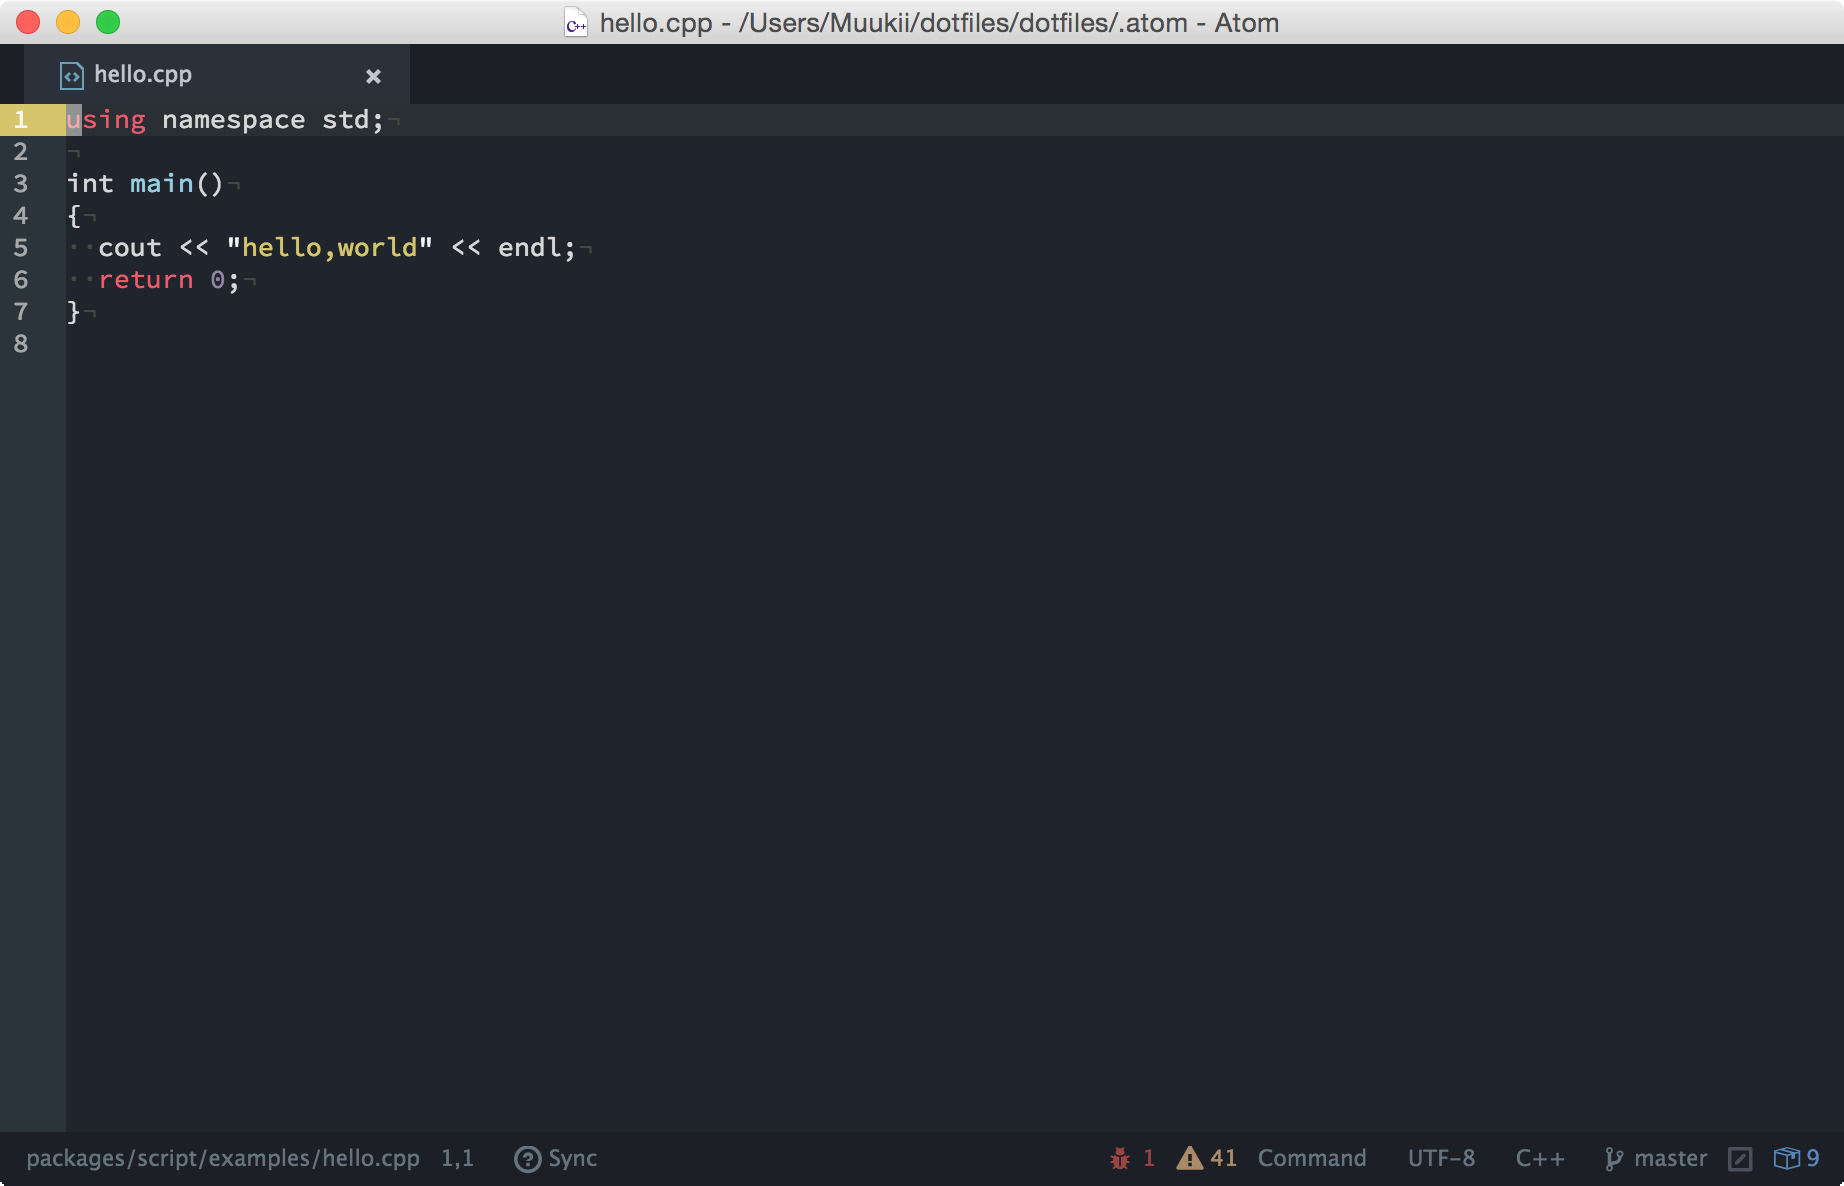 hello.cpp - /Users/Muukii/dotfiles/dotfiles/.atom - Atom
hello.cpp
1 using namespace std;¬
2 ¬
3 int main()¬
4 {¬
5 ··cout << "hello,world" << endl;¬
6 ··return 0;¬
7 }¬
8
packages/script/examples/hello.cpp 1,1 Sync 1 41 Command UTF-8 C++ master 9